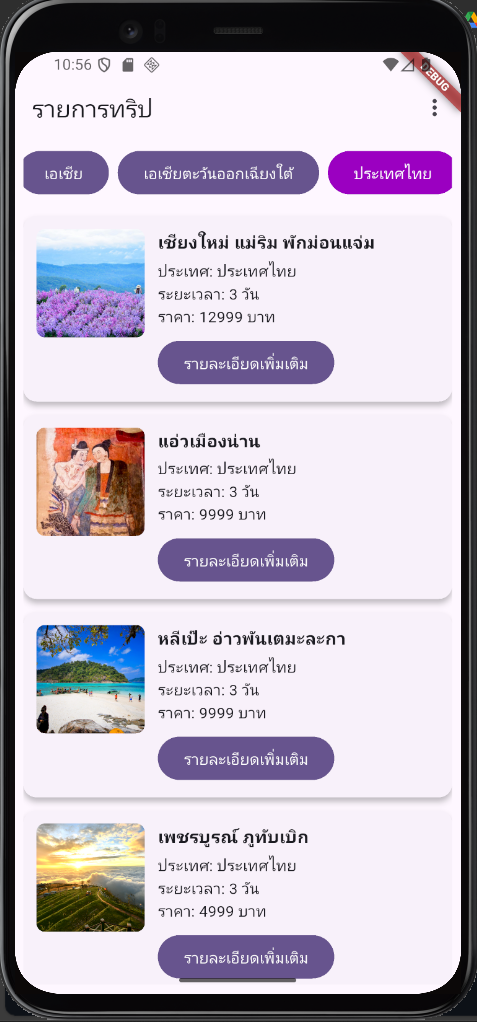 10:56
DEBUG
รายการทริป
เอเชีย
เอเชียตะวันออกเฉียงใต้
ประเทศไทย
เชียงใหม่ แม่ริม พักม่อนแจ่ม
ประเทศ: ประเทศไทย
ระยะเวลา: 3 วัน
ราคา: 12999 บาท
รายละเอียดเพิ่มเติม
แอ่วเมืองน่าน
ประเทศ: ประเทศไทย
ระยะเวลา: 3 วัน
ราคา: 9999 บาท
รายละเอียดเพิ่มเติม
หลีเป๊ะ อ่าวพันเตมะละกา
ประเทศ: ประเทศไทย
ระยะเวลา: 3 วัน
ราคา: 9999 บาท
รายละเอียดเพิ่มเติม
เพชรบูรณ์ ภูทับเบิก
ประเทศ: ประเทศไทย
ระยะเวลา: 3 วัน
ราคา: 4999 บาท
รายละเอียดเพิ่มเติม